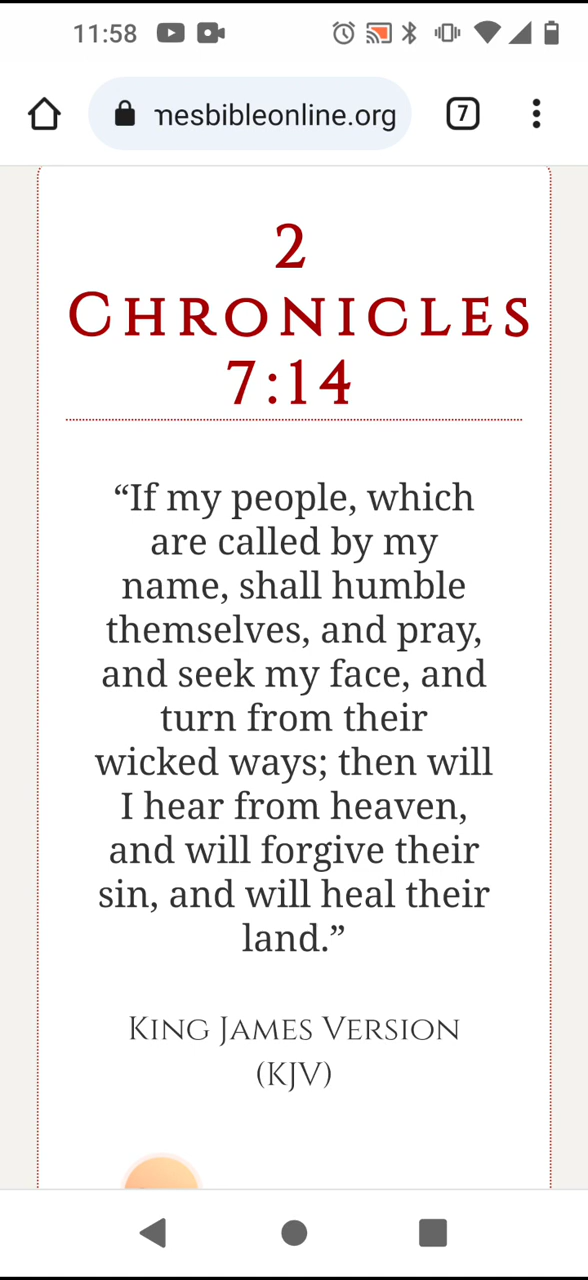 11:58
nesbibleonline.org
7
2
CHRONICLES
7:14
“If my people, which
are called by my
name, shall humble
themselves, and pray,
and seek my face, and
turn from their
wicked ways; then will
I hear from heaven,
and will forgive their
sin, and will heal their
land.”
KING JAMES VERSION
(KJV)